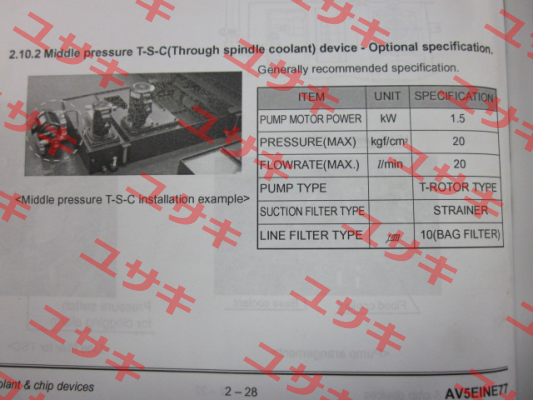 2.10.2 Middle pressure T-S-C(Through spindle coolant) device - Optional specification.
Generally recommended specification.
ITEM UNIT SPECIFICATION
PUMP MOTOR POWER kW 1.5
PRESSURE(MAX) kgf/cm² 20
FLOWRATE(MAX.) l/min 20
PUMP TYPE T-ROTOR TYPE
SUCTION FILTER TYPE STRAINER
LINE FILTER TYPE ㎛ 10(BAG FILTER)
<Middle pressure T-S-C installation example>
olant & chip devices
2 – 28
AV5EINE77
ユサキ
ユサキ
ユサキ
ユサキ
ユサキ
ユサキ
ユサキ
ユサキ
ユサキ
ユサキ
ユサキ
ユサキ